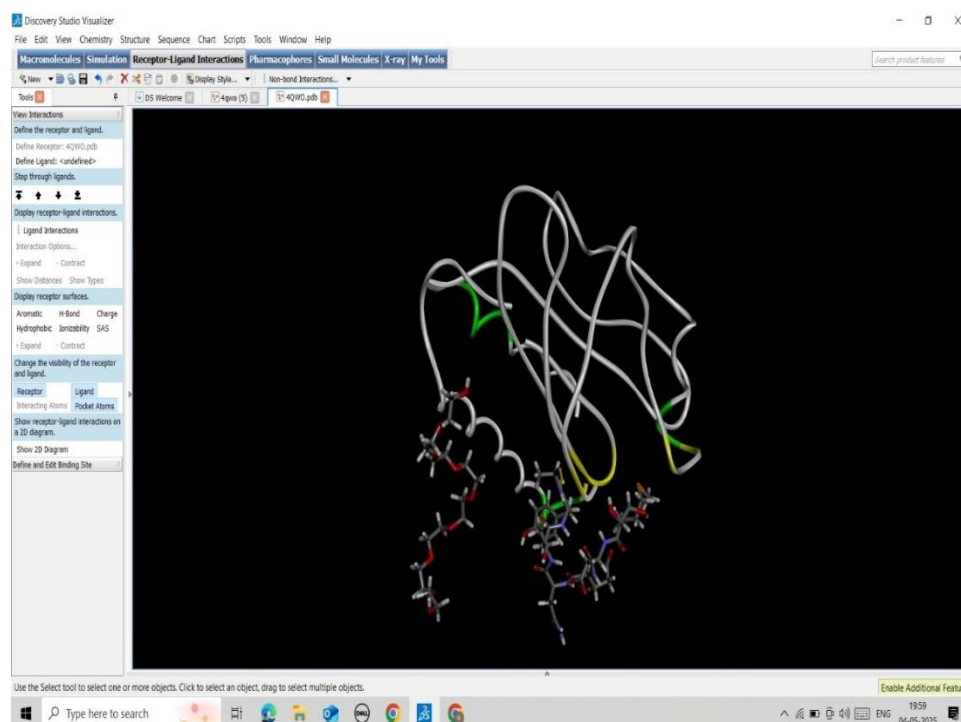 Discovery Studio Visualizer
File Edit View Chemistry Structure Sequence Chart Scripts Tools Window Help
Macromolecules Simulation Receptor-Ligand Interactions Pharmacophores Small Molecules X-ray My Tools
Search product features
New Display Style... Non-bond Interactions...
Tools DS Welcome 4qwo (5) 4QWO.pdb
View Interactions
Define the receptor and ligand.
Define Receptor: 4QWO.pdb
Define Ligand: <undefined>
Step through ligands.
Display receptor-ligand interactions.
Ligand Interactions
Interaction Options...
+ Expand - Contract
Show Distances Show Types
Display receptor surfaces.
Aromatic H-Bond Charge
Hydrophobic Ionizability SAS
+ Expand - Contract
Change the visibility of the receptor
and ligand.
Receptor Ligand
Interacting Atoms Pocket Atoms
Show receptor-ligand interactions on
a 2D diagram.
Show 2D Diagram
Define and Edit Binding Site
Use the Select tool to select one or more objects. Click to select an object, drag to select multiple objects.
Enable Additional Featu
Type here to search
DELL
ENG
19:59
04-05-2025